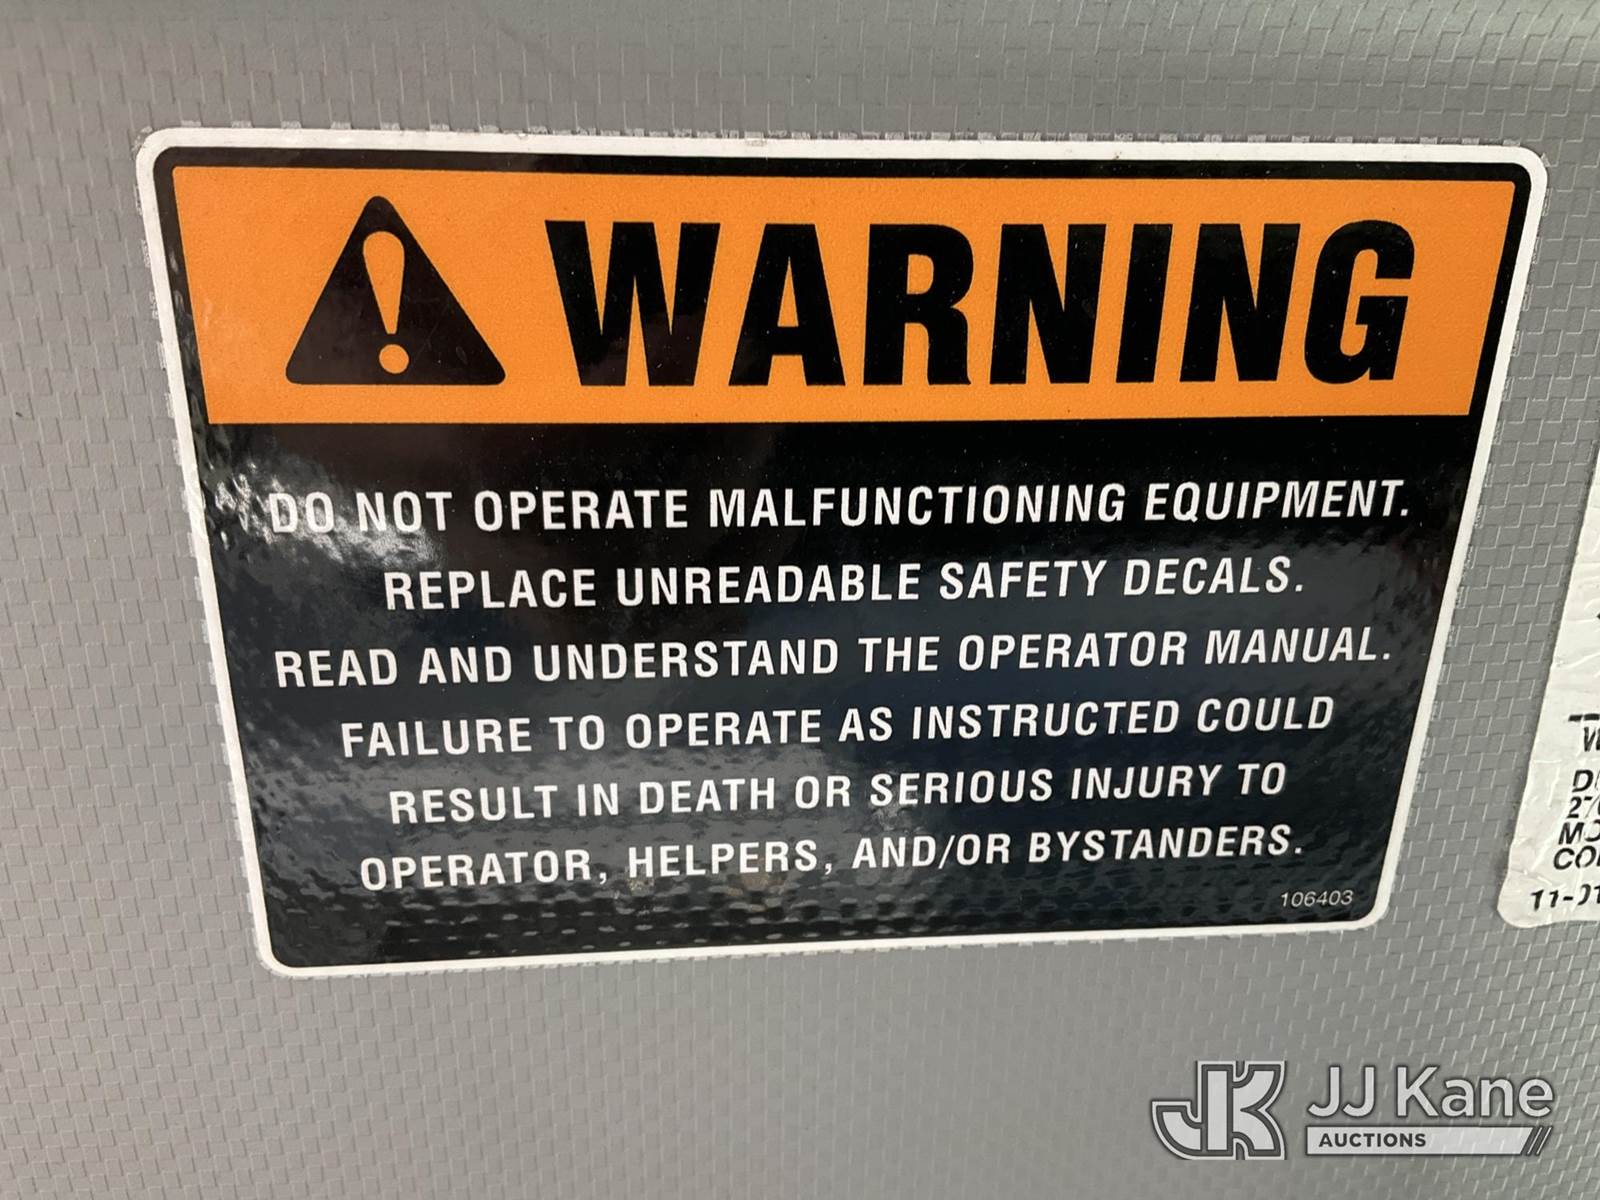 WARNING
DO NOT OPERATE MALFUNCTIONING EQUIPMENT.
REPLACE UNREADABLE SAFETY DECALS.
READ AND UNDERSTAND THE OPERATOR MANUAL.
FAILURE TO OPERATE AS INSTRUCTED COULD
RESULT IN DEATH OR SERIOUS INJURY TO
OPERATOR, HELPERS, AND/OR BYSTANDERS.
106403
JK JJ Kane
AUCTIONS